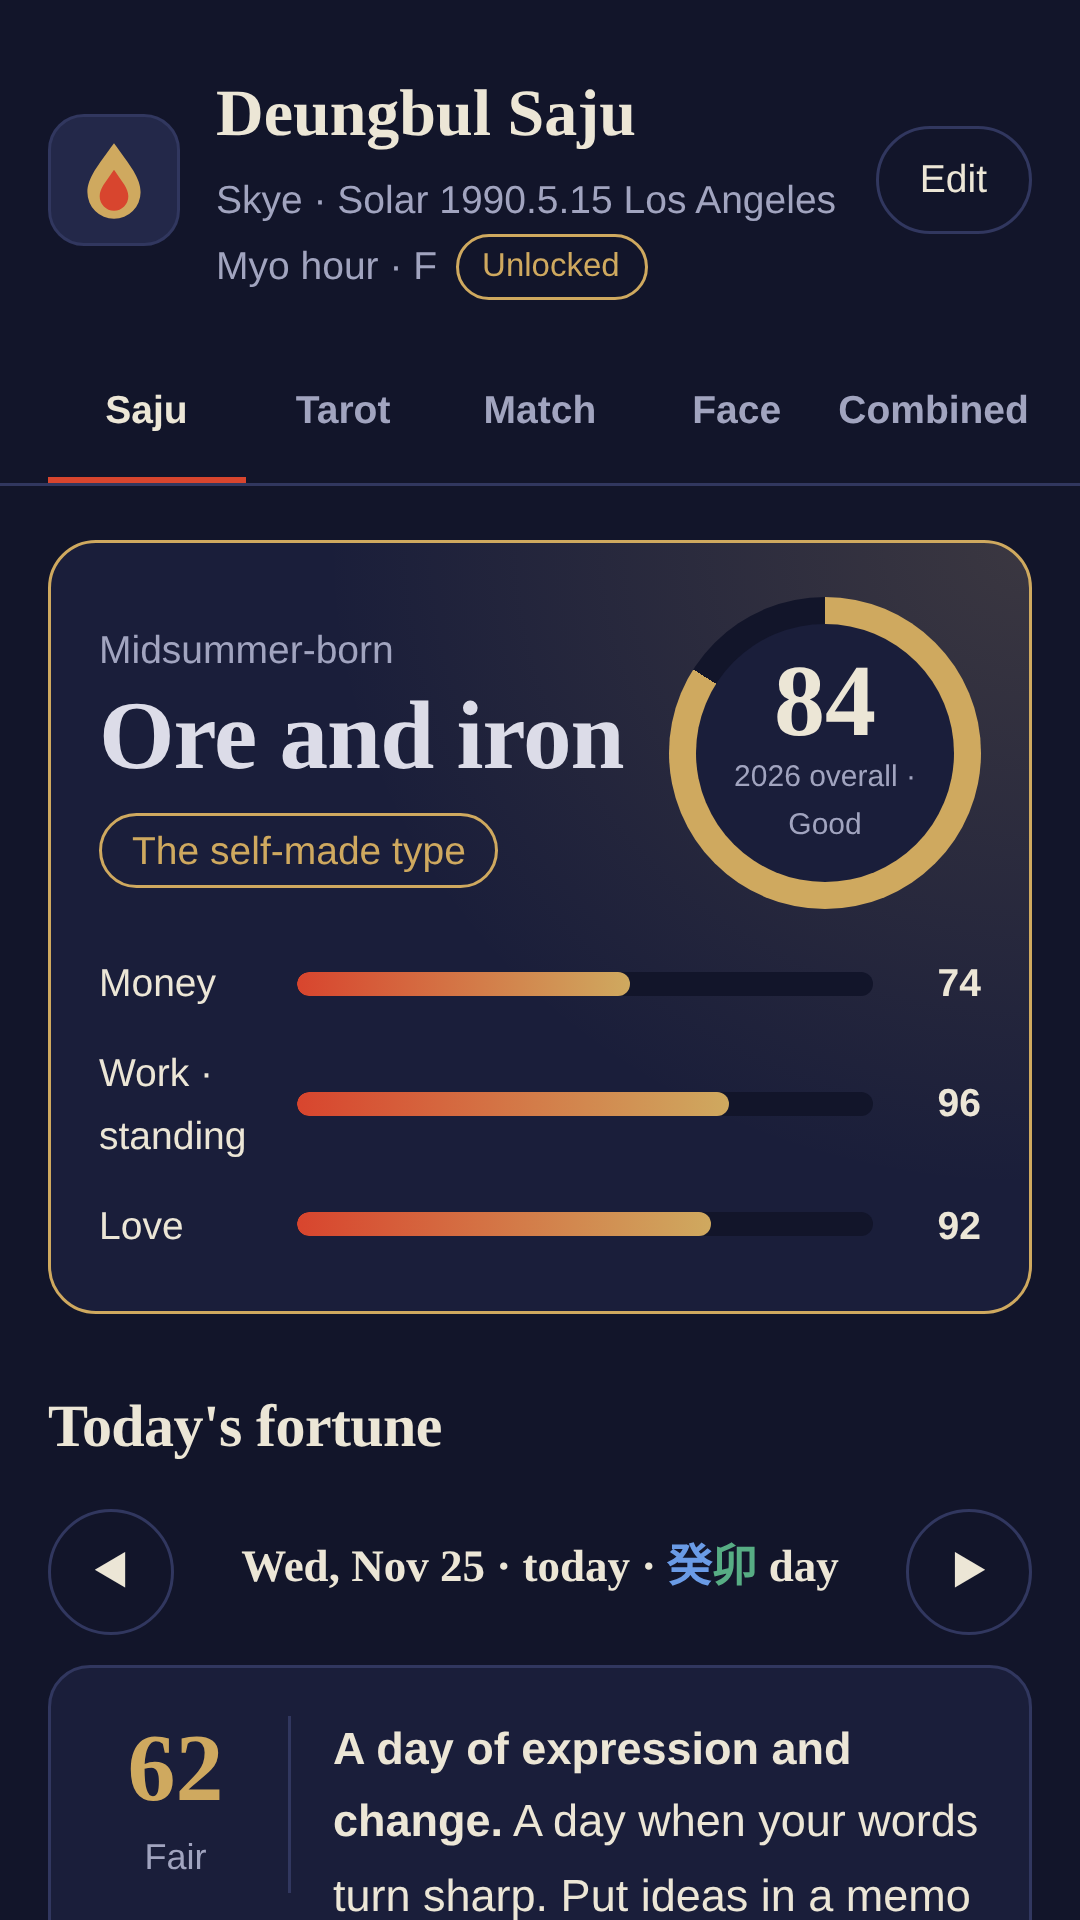 Deungbul Saju
Skye · Solar 1990.5.15 Los Angeles
Myo hour · F Unlocked
Edit
Saju Tarot Match Face Combined
Midsummer-born
Ore and iron
The self-made type
84
2026 overall ·
Good
Money 74
Work ·
standing 96
Love 92
Today's fortune
◀ Wed, Nov 25 · today · 癸卯 day ▶
62
Fair
A day of expression and
change. A day when your words
turn sharp. Put ideas in a memo